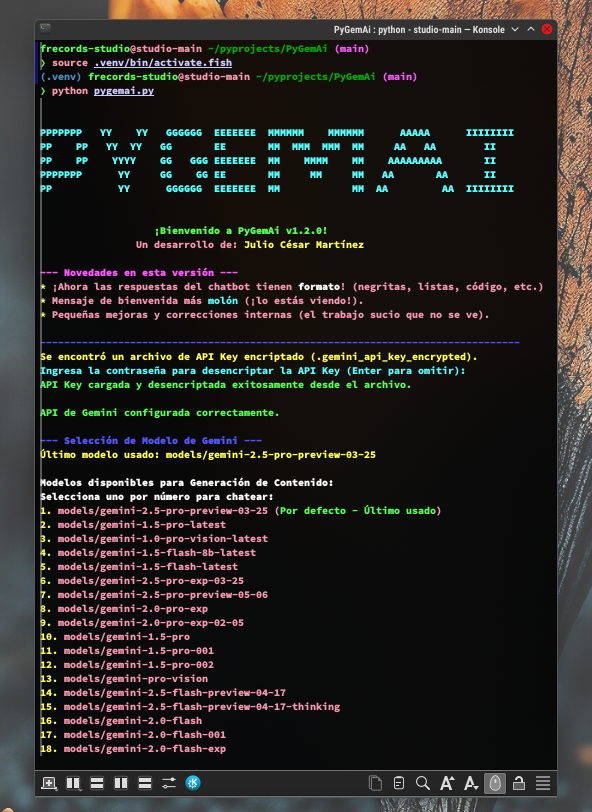 PyGemAi : python - studio-main — Konsole
frecords-studio@studio-main ~/pyprojects/PyGemAi (main)
❯ source .venv/bin/activate.fish
(.venv) frecords-studio@studio-main ~/pyprojects/PyGemAi (main)
❯ python pygemai.py
PPPPPPP   YY    YY   GGGGGG  EEEEEEE  MMMMMM    MMMMMM      AAAAA      IIIIIIII
PP    PP   YY  YY   GG       EE       MM  MMM  MMM  MM     AA   AA        II
PP    PP    YYYY    GG   GGG EEEEEEE  MM    MMMM    MM    AAAAAAAAA       II
PPPPPPP      YY     GG    GG EE       MM     MM     MM   AA       AA      II
PP           YY      GGGGGG  EEEEEEE  MM            MM  AA         AA  IIIIIIII
¡Bienvenido a PyGemAi v1.2.0!
Un desarrollo de: Julio César Martínez
--- Novedades en esta versión ---
* ¡Ahora las respuestas del chatbot tienen formato! (negritas, listas, código, etc.)
* Mensaje de bienvenida más molón (¡lo estás viendo!).
* Pequeñas mejoras y correcciones internas (el trabajo sucio que no se ve).
--------------------------------------------------------------------------------
Se encontró un archivo de API Key encriptado (.gemini_api_key_encrypted).
Ingresa la contraseña para desencriptar la API Key (Enter para omitir):
API Key cargada y desencriptada exitosamente desde el archivo.
API de Gemini configurada correctamente.
--- Selección de Modelo de Gemini ---
Último modelo usado: models/gemini-2.5-pro-preview-03-25
Modelos disponibles para Generación de Contenido:
Selecciona uno por número para chatear:
1. models/gemini-2.5-pro-preview-03-25 (Por defecto - Último usado)
2. models/gemini-1.5-pro-latest
3. models/gemini-1.0-pro-vision-latest
4. models/gemini-1.5-flash-8b-latest
5. models/gemini-1.5-flash-latest
6. models/gemini-2.5-pro-exp-03-25
7. models/gemini-2.5-pro-preview-05-06
8. models/gemini-2.0-pro-exp
9. models/gemini-2.0-pro-exp-02-05
10. models/gemini-1.5-pro
11. models/gemini-1.5-pro-001
12. models/gemini-1.5-pro-002
13. models/gemini-pro-vision
14. models/gemini-2.5-flash-preview-04-17
15. models/gemini-2.5-flash-preview-04-17-thinking
16. models/gemini-2.0-flash
17. models/gemini-2.0-flash-001
18. models/gemini-2.0-flash-exp